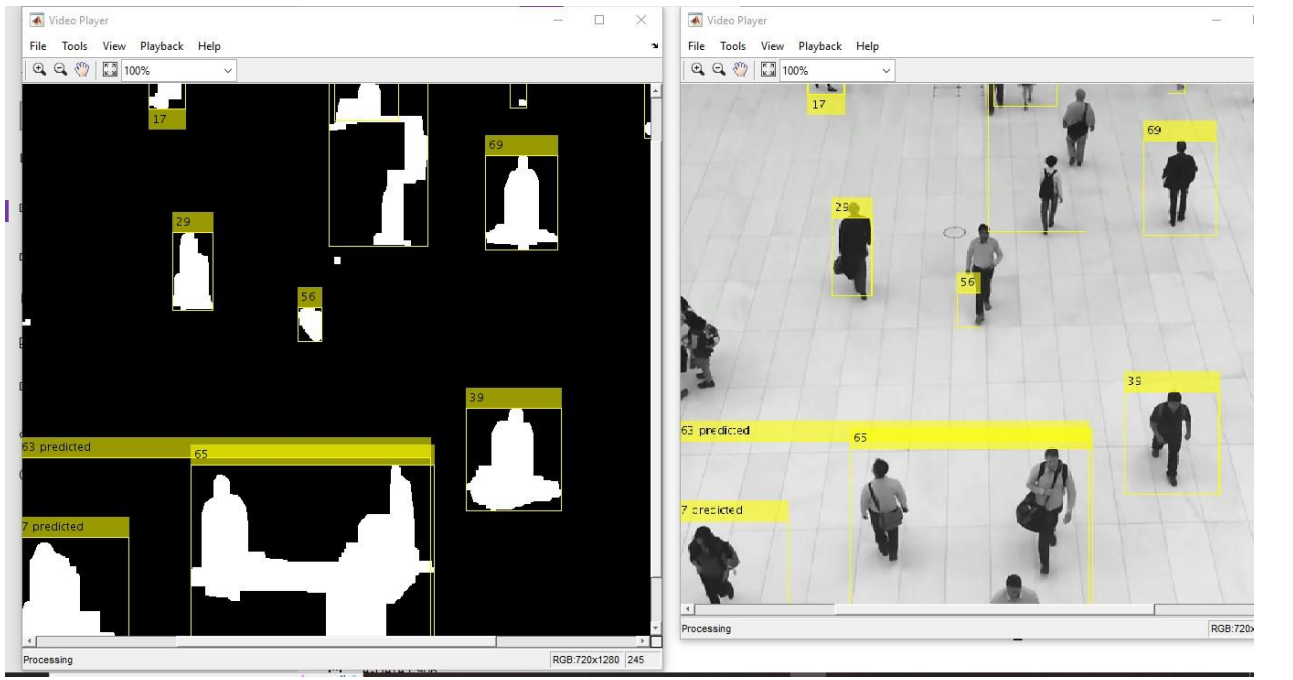 Video Player
File Tools View Playback Help
100%
17
69
29
56
39
63 predicted
65
7 predicted
Processing
RGB:720x1280 245
Video Player
File Tools View Playback Help
100%
17
69
29
56
39
63 predicted
65
7 predicted
Processing
RGB:720x